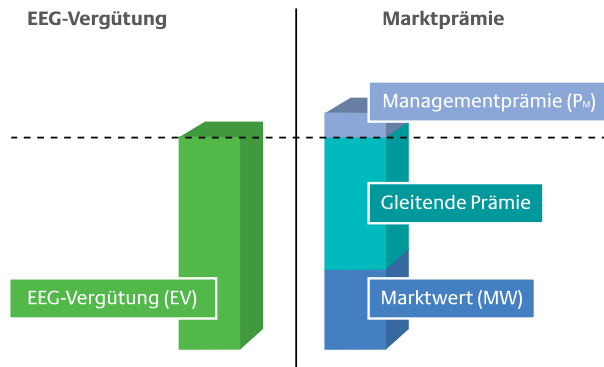 EEG-Vergütung
Marktprämie
Managementprämie (PM)
Gleitende Prämie
EEG-Vergütung (EV)
Marktwert (MW)